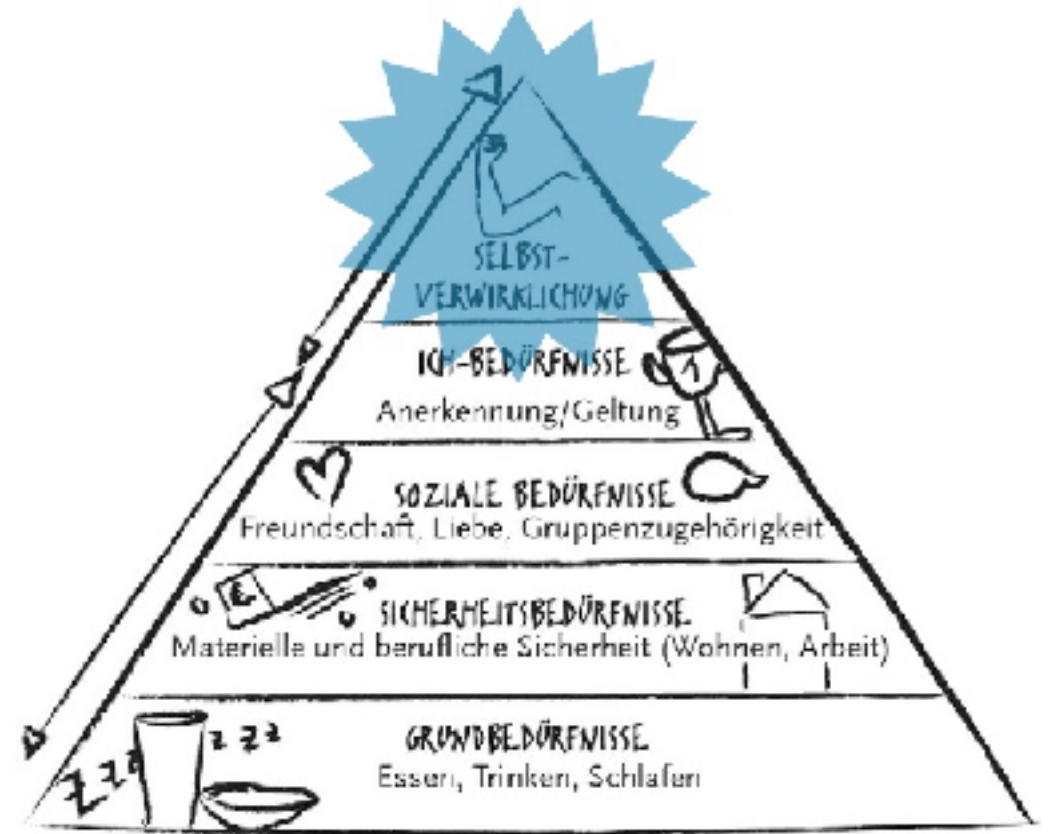 SELBST-
VERWIRKLICHUNG
ICH-BEDÜRFNISSE
Anerkennung/Geltung
SOZIALE BEDÜRFNISSE
Freundschaft, Liebe, Gruppenzugehörigkeit
€
SICHERHEITSBEDÜRFNISSE
Materielle und berufliche Sicherheit (Wohnen, Arbeit)
Z Z Z
Z Z Z
GRUNDBEDÜRFNISSE
Essen, Trinken, Schlafen